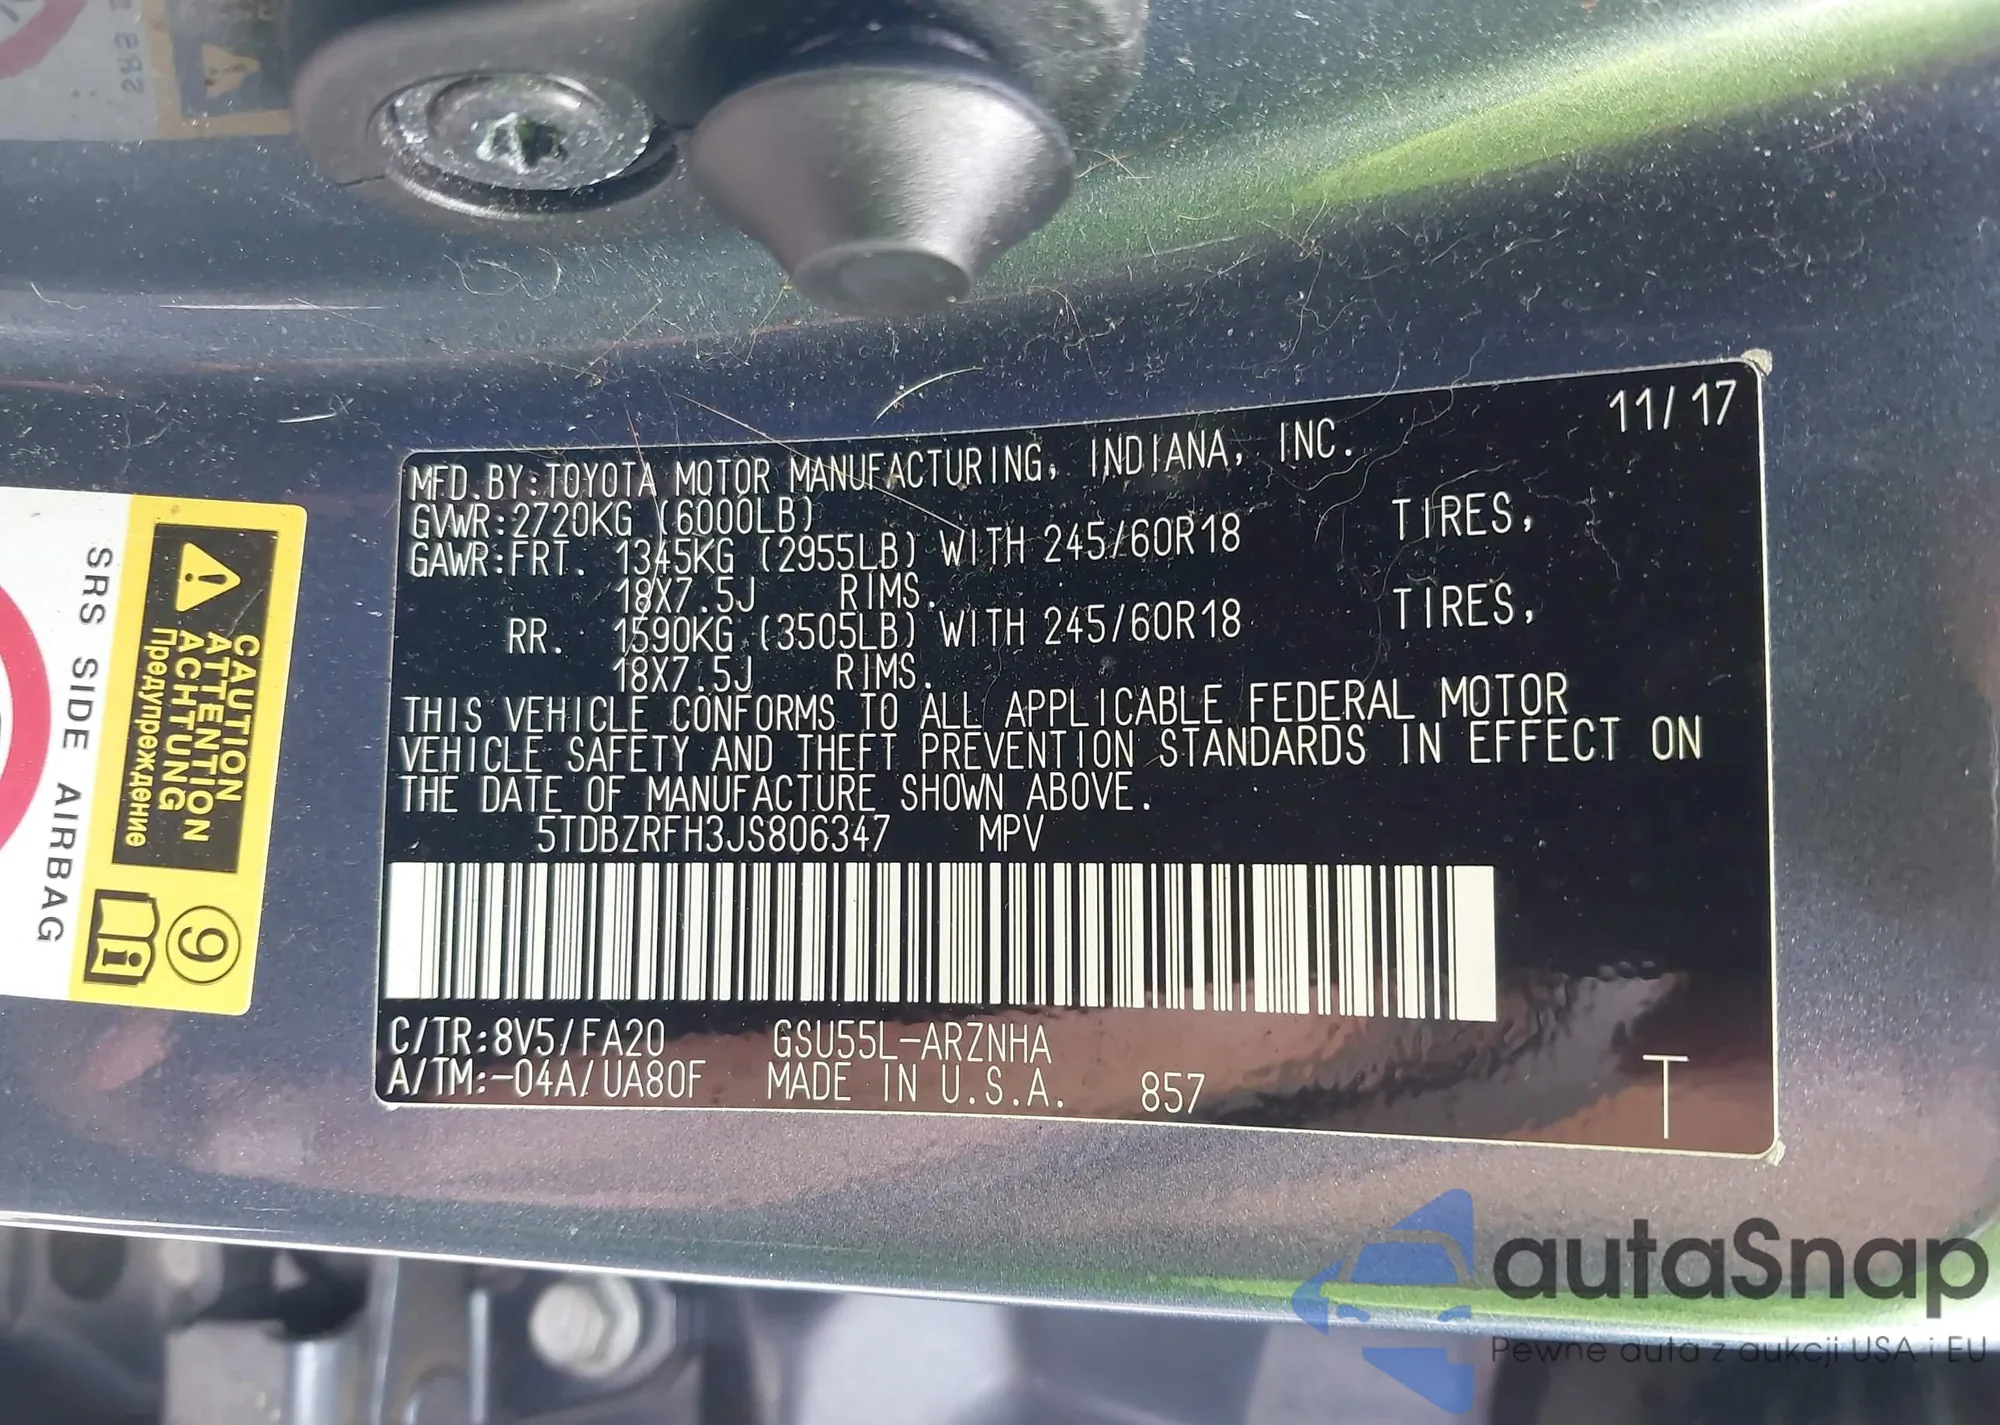 11/17
MFD.BY:TOYOTA MOTOR MANUFACTURING, INDIANA, INC.
GVWR:2720KG (6000LB)
GAWR:FRT. 1345KG (2955LB) WITH 245/60R18 TIRES,
18X7.5J RIMS.
RR. 1590KG (3505LB) WITH 245/60R18 TIRES,
18X7.5J RIMS.
THIS VEHICLE CONFORMS TO ALL APPLICABLE FEDERAL MOTOR
VEHICLE SAFETY AND THEFT PREVENTION STANDARDS IN EFFECT ON
THE DATE OF MANUFACTURE SHOWN ABOVE.
5TDBZRFH3JS806347 MPV
C/TR:8V5/FA20 GSU55L-ARZNHA
A/TM:-04A/UA80F MADE IN U.S.A. 857 T
CAUTION
ATTENTION
ACHTUNG
Предупреждение
9
SRS SIDE AIRBAG
SRS
autaSnap
Pewne auta z aukcji USA i EU